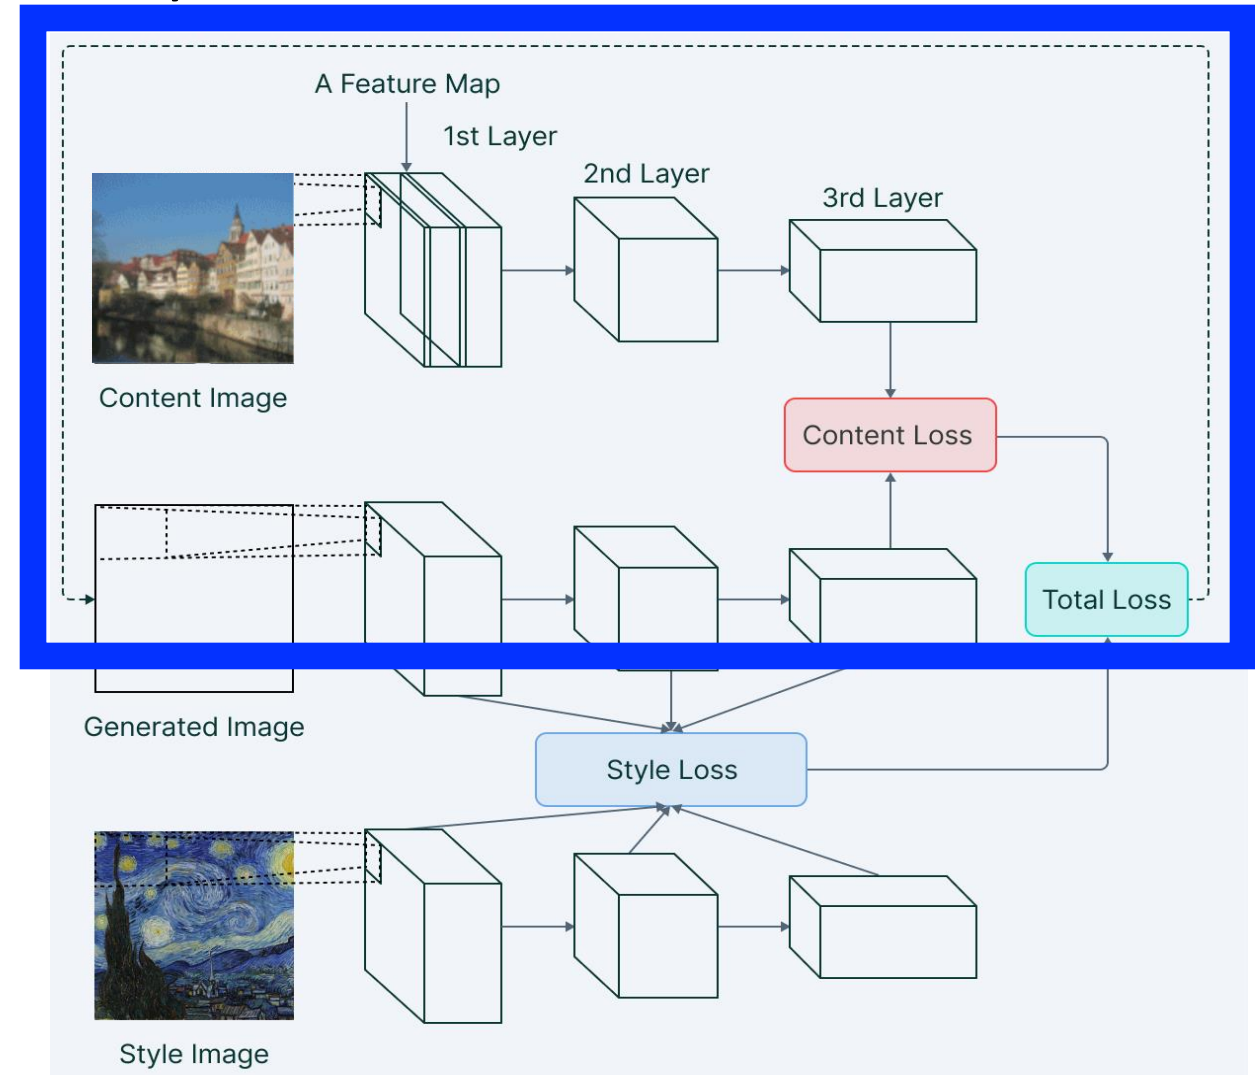 A Feature Map
1st Layer
2nd Layer
3rd Layer
Content Image
Content Loss
Total Loss
Generated Image
Style Loss
Style Image